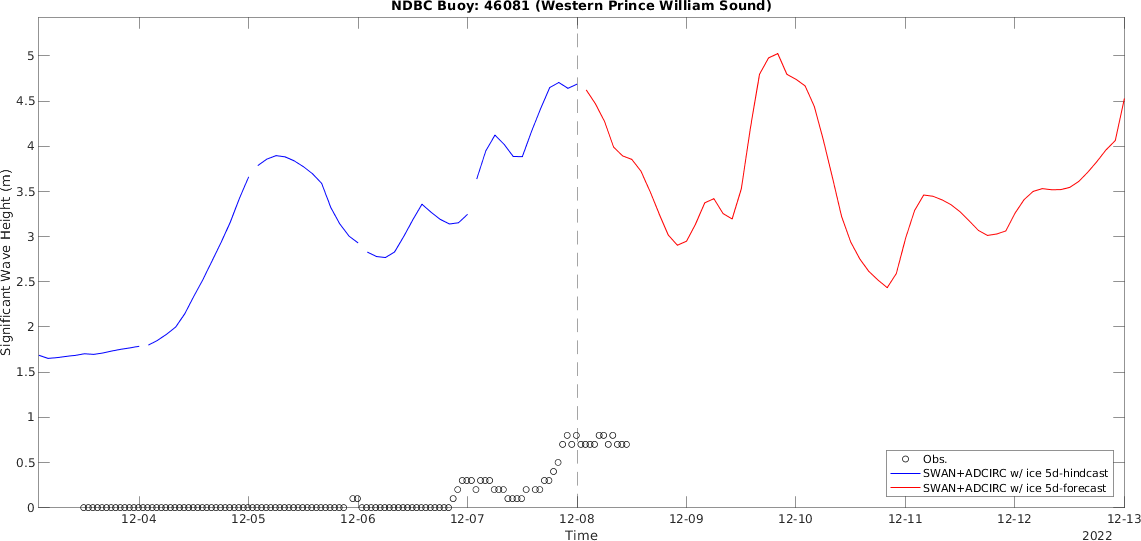 NDBC Buoy: 46081 (Western Prince William Sound)
Significant Wave Height (m)
5
4.5
4
3.5
3
2.5
2
1.5
1
0.5
0
Obs.
SWAN+ADCIRC w/ ice 5d-hindcast
SWAN+ADCIRC w/ ice 5d-forecast
12-04 12-05 12-06 12-07 12-08 12-09 12-10 12-11 12-12 12-13
Time
2022